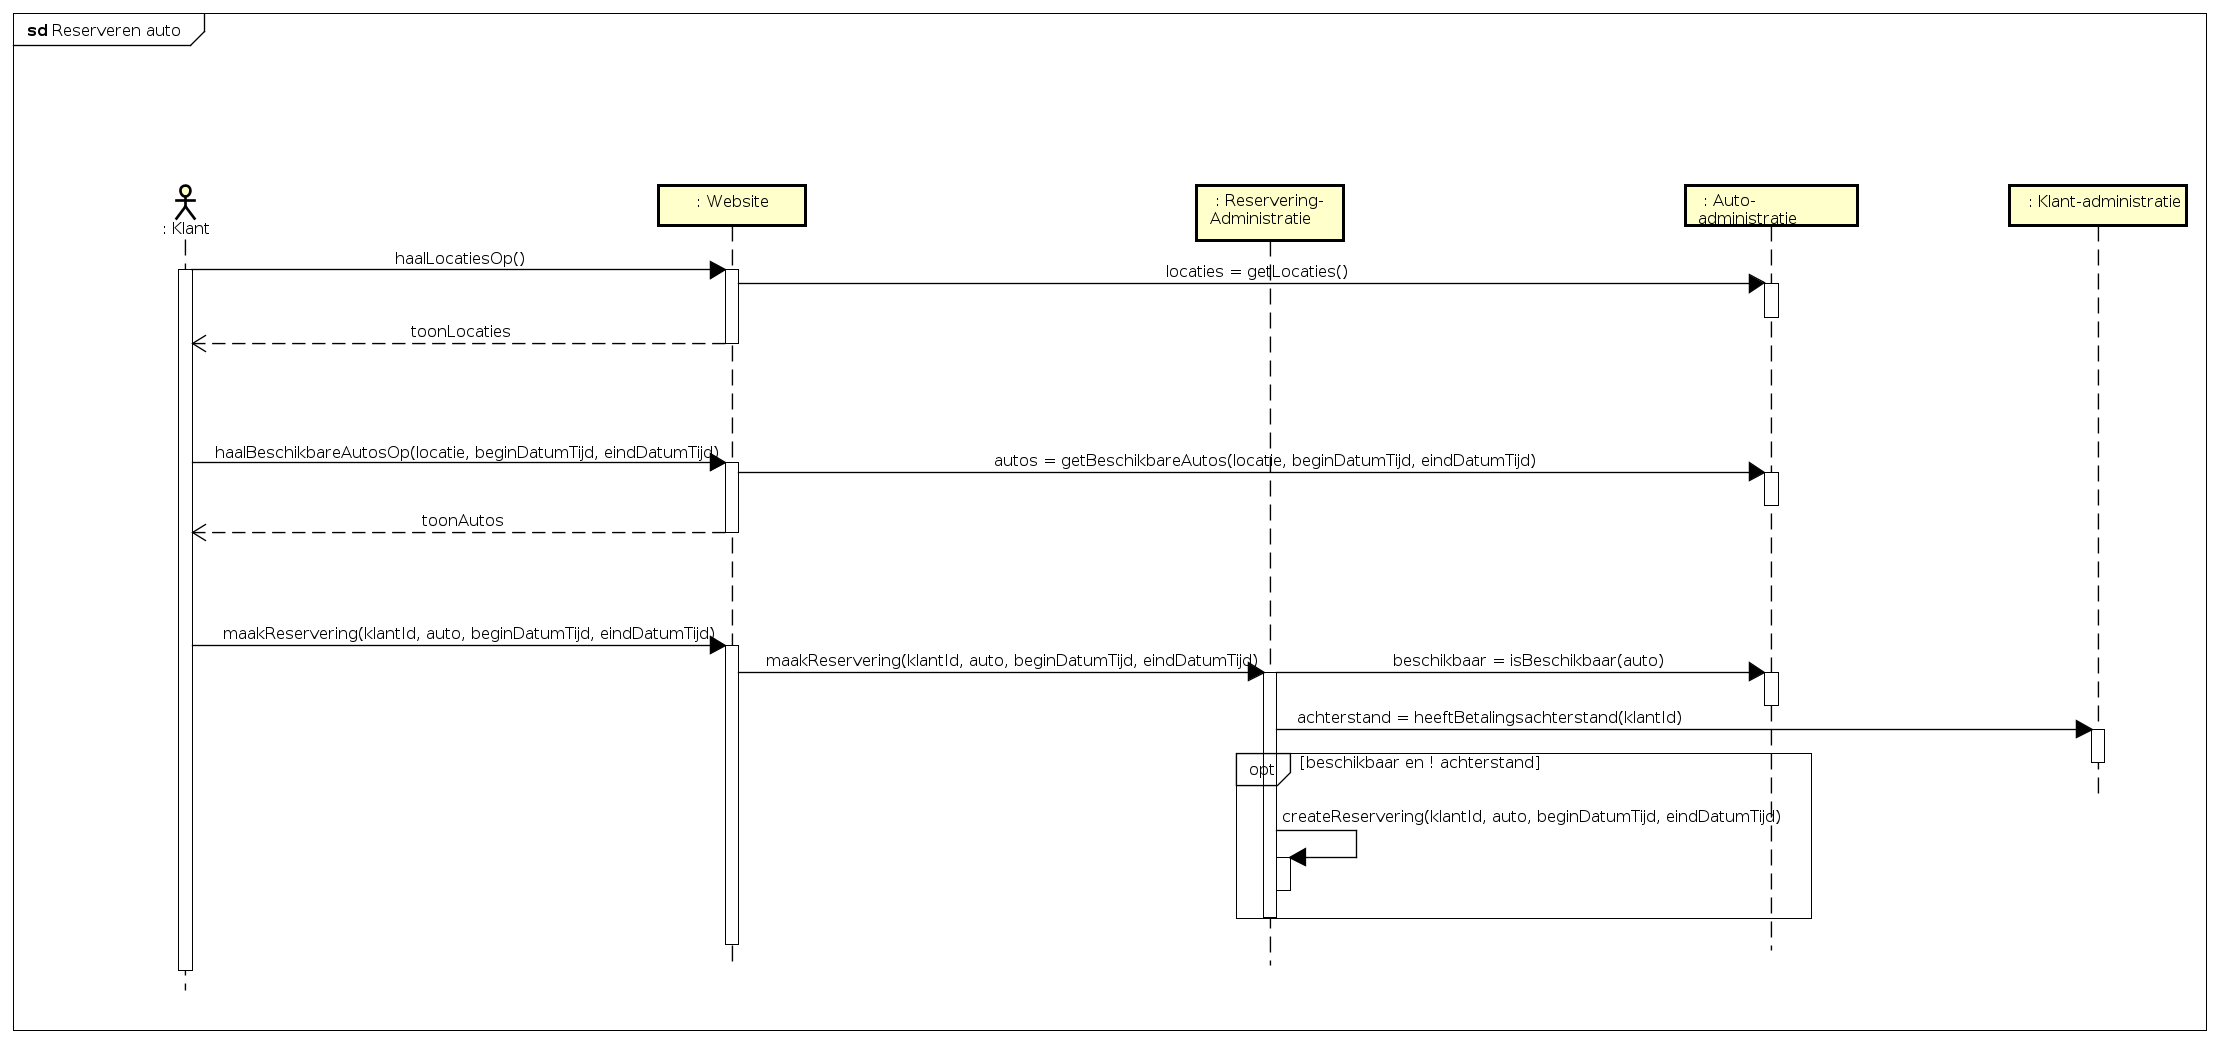 sd Reserveren auto
: Klant
: Website
: Reservering-
Administratie
: Auto-
administratie
: Klant-administratie
haalLocatiesOp()
locaties = getLocaties()
toonLocaties
haalBeschikbareAutosOp(locatie, beginDatumTijd, eindDatumTijd)
autos = getBeschikbareAutos(locatie, beginDatumTijd, eindDatumTijd)
toonAutos
maakReservering(klantId, auto, beginDatumTijd, eindDatumTijd)
maakReservering(klantId, auto, beginDatumTijd, eindDatumTijd)
beschikbaar = isBeschikbaar(auto)
achterstand = heeftBetalingsachterstand(klantId)
opt
[beschikbaar en ! achterstand]
createReservering(klantId, auto, beginDatumTijd, eindDatumTijd)